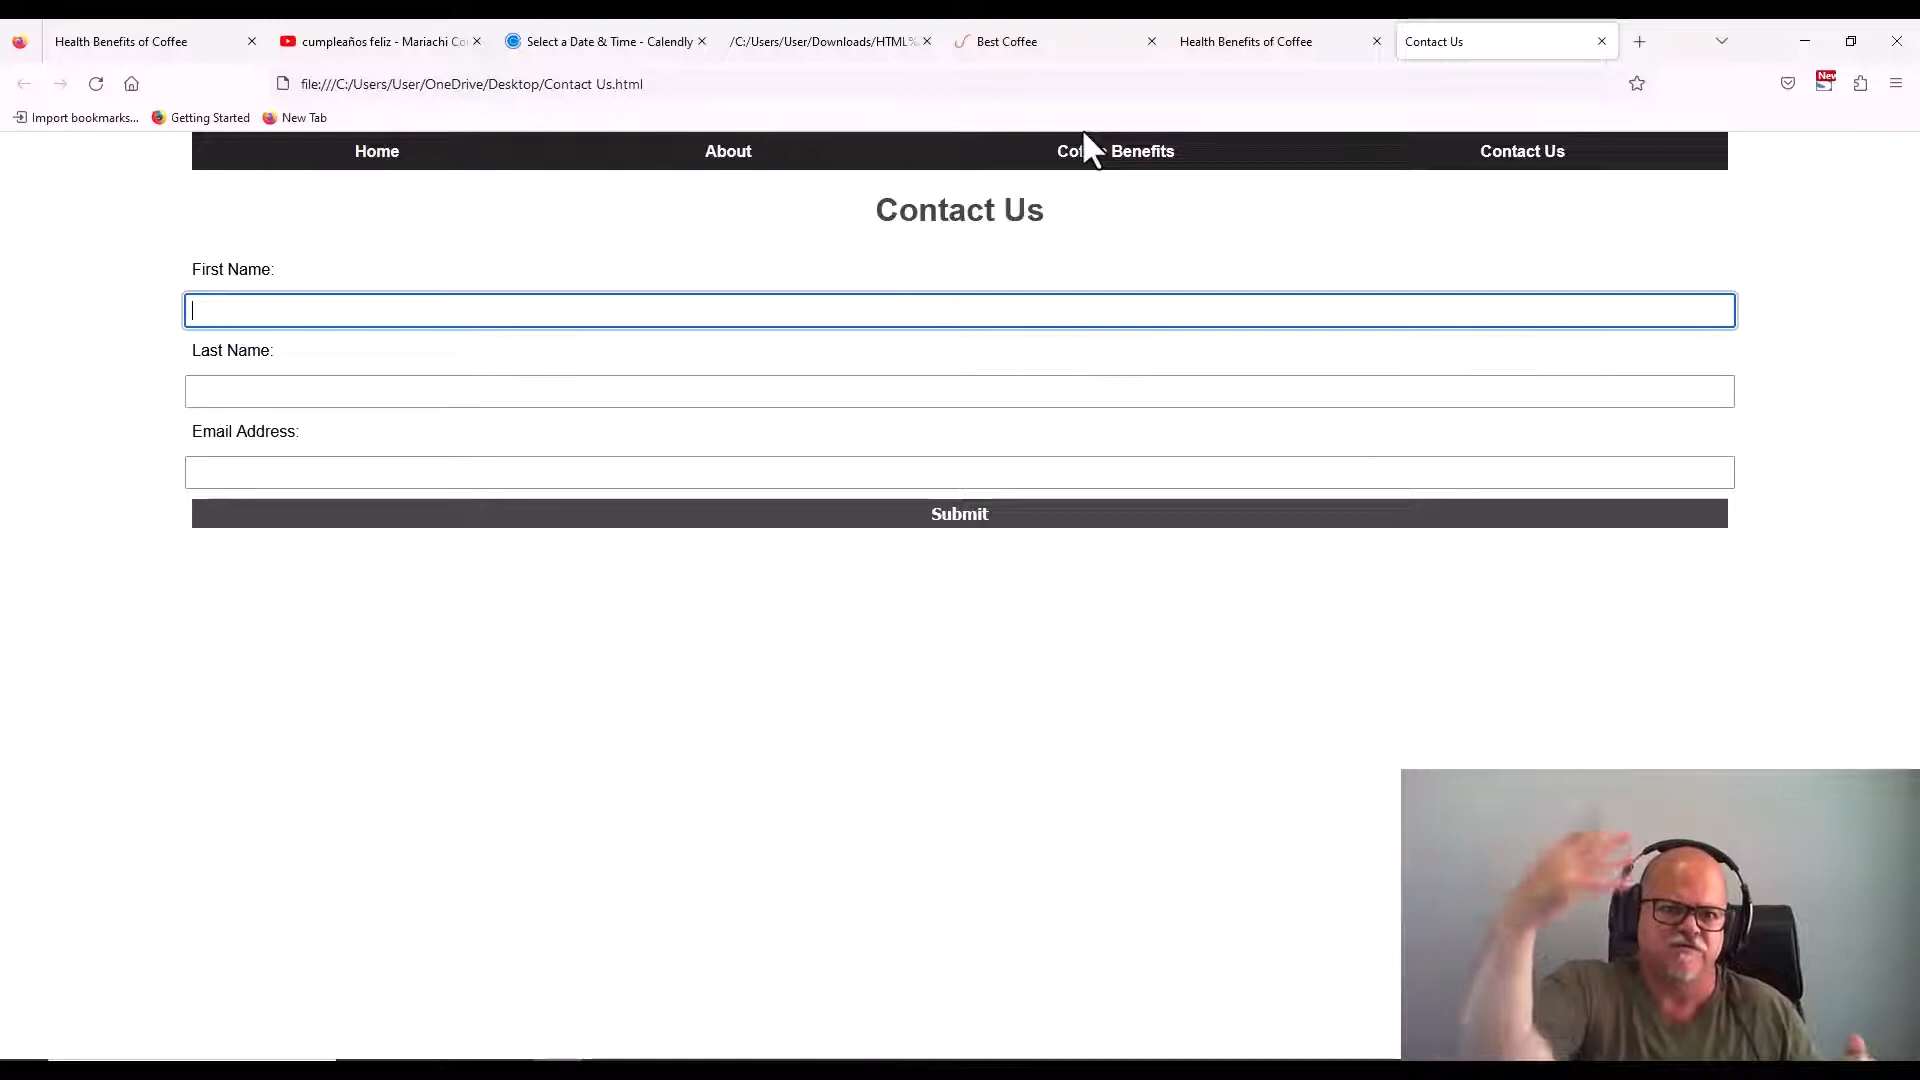 Health Benefits of Coffee
cumpleaños feliz - Mariachi Co
Select a Date & Time - Calendly
/C:/Users/User/Downloads/HTML%
Best Coffee
Health Benefits of Coffee
Contact Us
file:///C:/Users/User/OneDrive/Desktop/Contact Us.html
New
Import bookmarks...
Getting Started
New Tab
Home
About
Benefits
Contact Us
Contact Us
First Name:
Last Name:
Email Address:
Submit